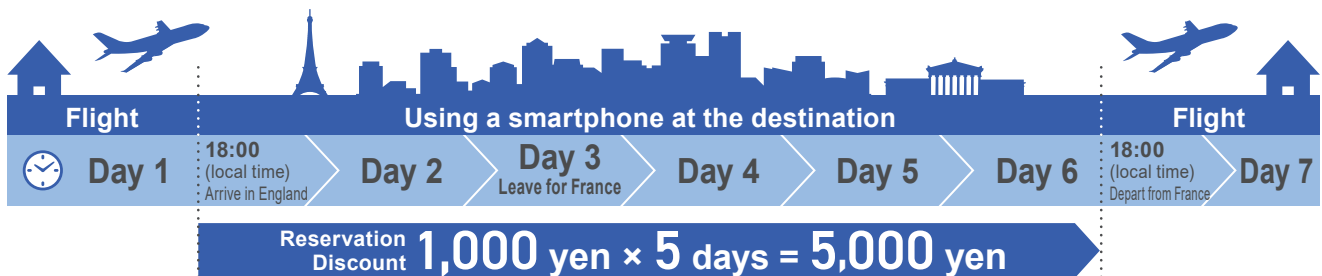 Flight
Using a smartphone at the destination
Flight
Day 1
18:00
(local time)
Arrive in England
Day 2
Day 3
Leave for France
Day 4
Day 5
Day 6
18:00
(local time)
Depart from France
Day 7
Reservation
Discount
1,000 yen × 5 days = 5,000 yen